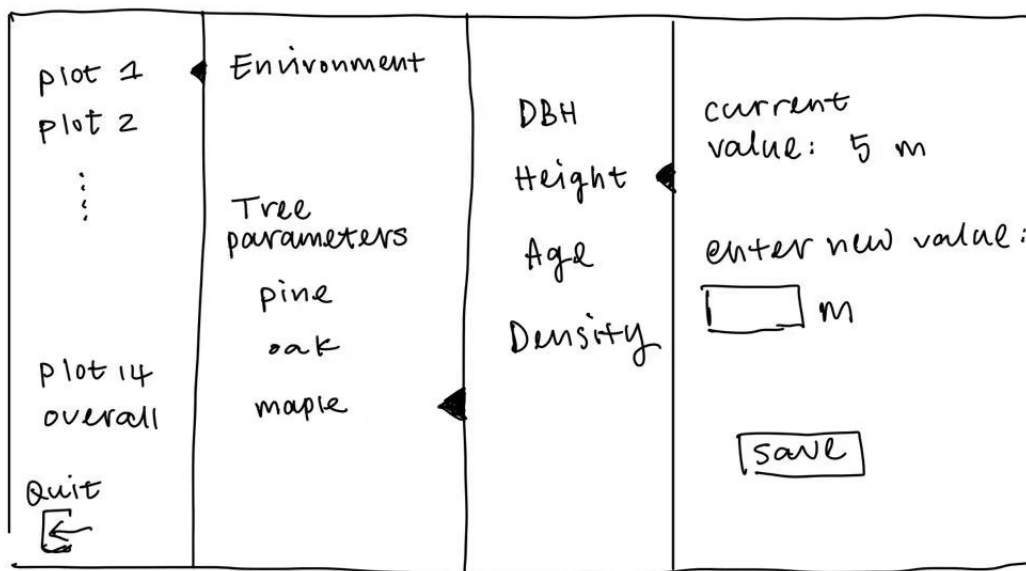 plot 1
plot 2
plot 14
overall
Quit
Environment
Tree
parameters
pine
oak
maple
DBH
Height
Age
Density
current
value: 5 m
enter new value:
m
save